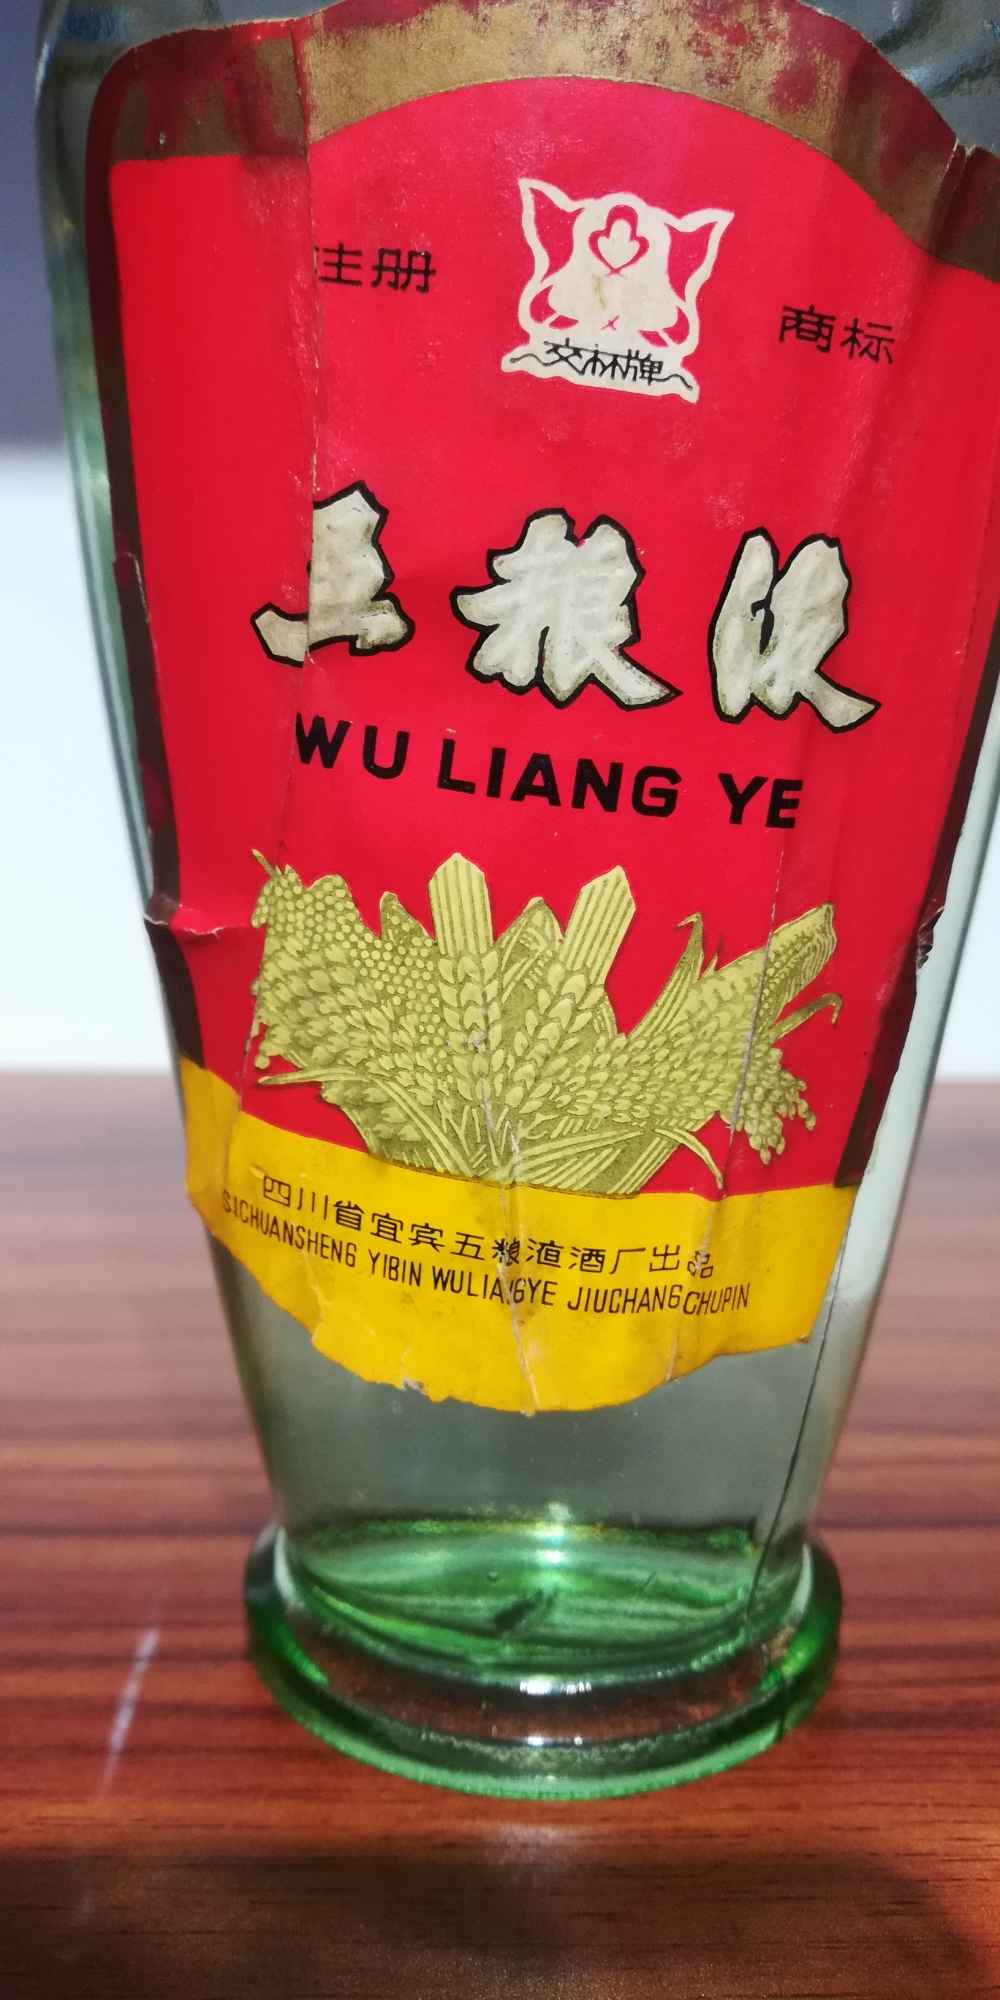 注册 商标
交杯牌
五粮液
WU LIANG YE
四川省宜宾五粮液酒厂出品
SICHUANSHENG YIBIN WULIANGYE JIUCHANG CHUPIN